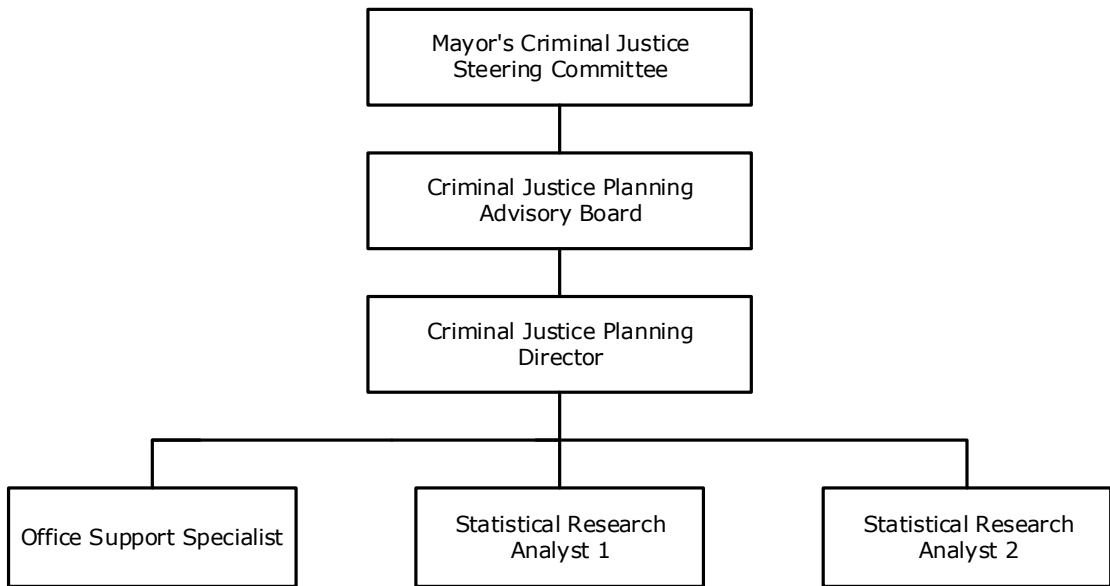 Mayor's Criminal Justice
Steering Committee
Criminal Justice Planning
Advisory Board
Criminal Justice Planning
Director
Office Support Specialist
Statistical Research
Analyst 1
Statistical Research
Analyst 2